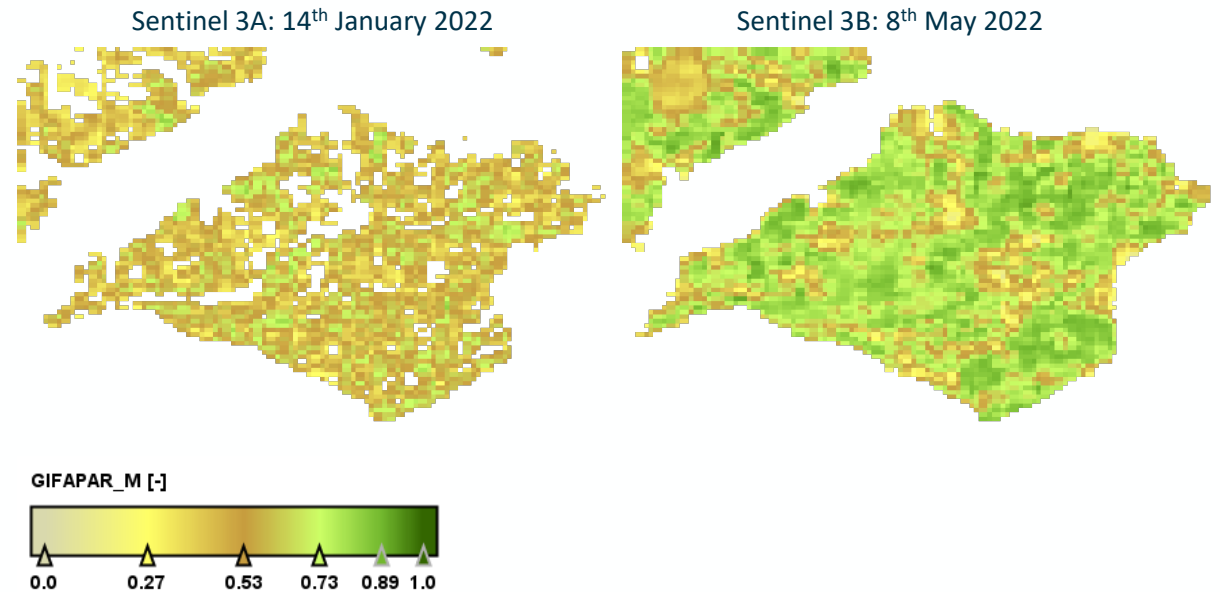 Sentinel 3A: 14th January 2022
Sentinel 3B: 8th May 2022
GIFAPAR_M [-]
0.0 0.27 0.53 0.73 0.89 1.0